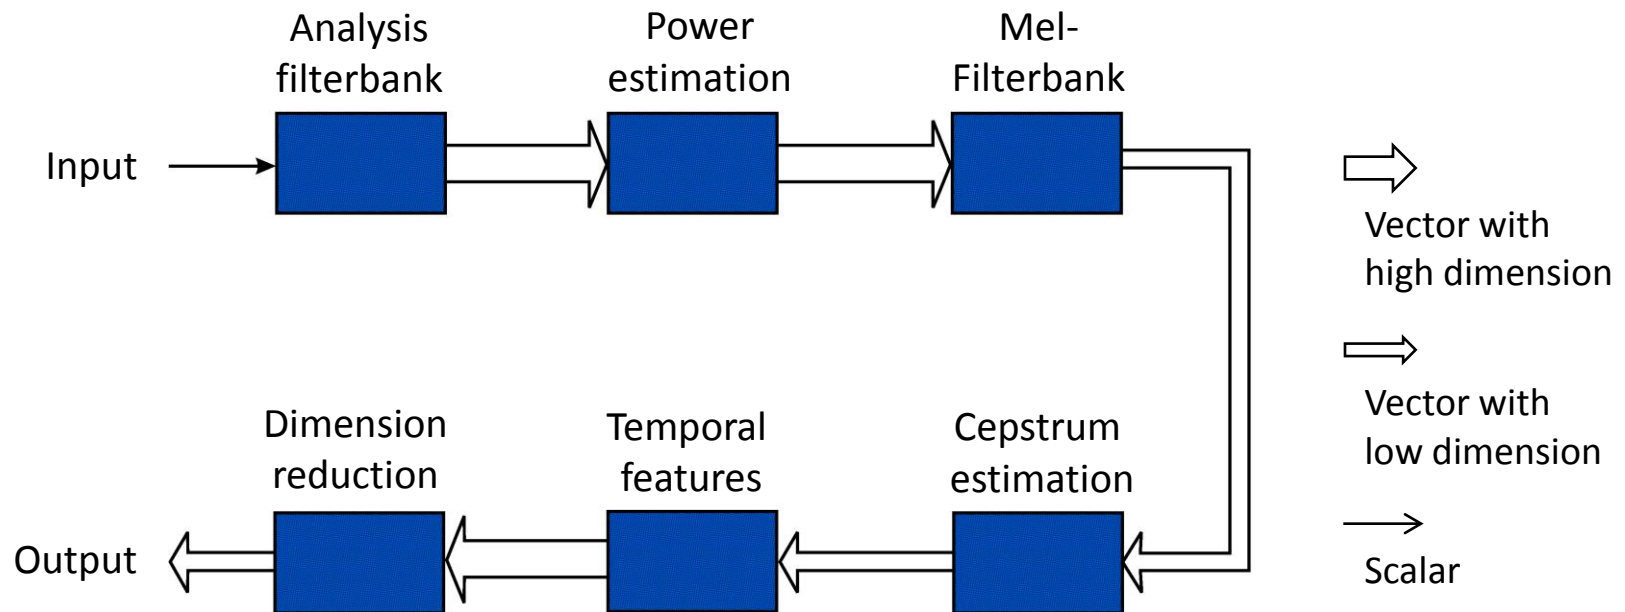 Analysis
filterbank
Power
estimation
Mel-
Filterbank
Input
Vector with
high dimension
Vector with
low dimension
Scalar
Dimension
reduction
Temporal
features
Cepstrum
estimation
Output